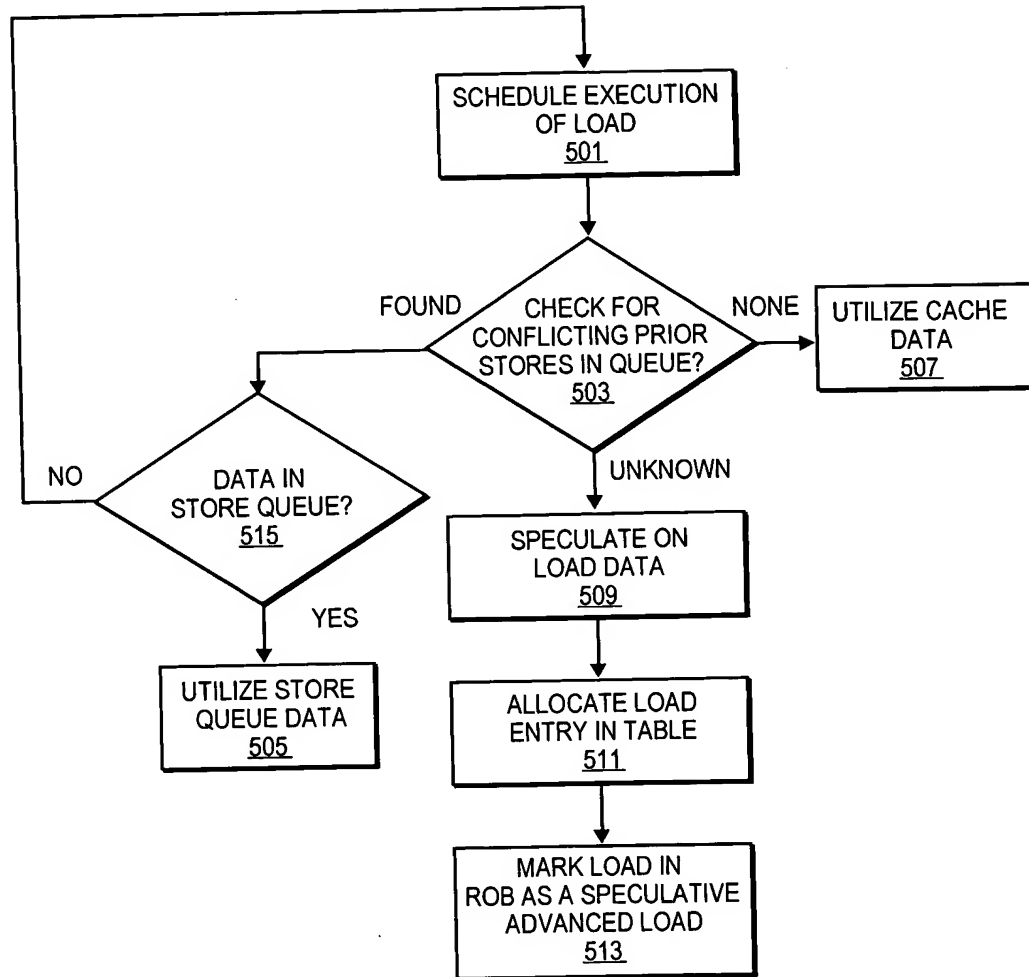 SCHEDULE EXECUTION
OF LOAD
501
FOUND
CHECK FOR
CONFLICTING PRIOR
STORES IN QUEUE?
503
NONE
UTILIZE CACHE
DATA
507
NO
DATA IN
STORE QUEUE?
515
UNKNOWN
SPECULATE ON
LOAD DATA
509
YES
UTILIZE STORE
QUEUE DATA
505
ALLOCATE LOAD
ENTRY IN TABLE
511
MARK LOAD IN
ROB AS A SPECULATIVE
ADVANCED LOAD
513